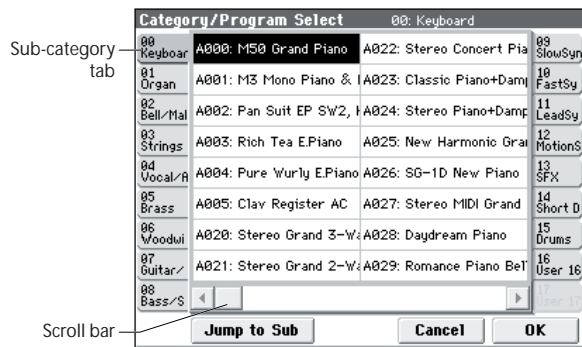 Category/Program Select 00: Keyboard
Sub-category tab
00 Keyboar
01 Organ
02 Bell/Mal
03 Strings
04 Vocal/A
05 Brass
06 Woodwi
07 Guitar/
08 Bass/S
A000: M50 Grand Piano
A001: M3 Mono Piano &
A002: Pan Suit EP SW2,
A003: Rich Tea E.Piano
A004: Pure Wurly E.Piano
A005: Clav Register AC
A020: Stereo Grand 3-Wa
A021: Stereo Grand 2-Wa
A022: Stereo Concert Pia
A023: Classic Piano+Damp
A024: Stereo Piano+Damp
A025: New Harmonic Gra
A026: SG-1D New Piano
A027: Stereo MIDI Grand
A028: Daydream Piano
A029: Romance Piano Bel
09 SlowSyn
10 FastSy
11 LeadSy
12 MotionS
13 SFX
14 Short D
15 Drums
16 User 16
17 User 17
Scroll bar
Jump to Sub Cancel OK